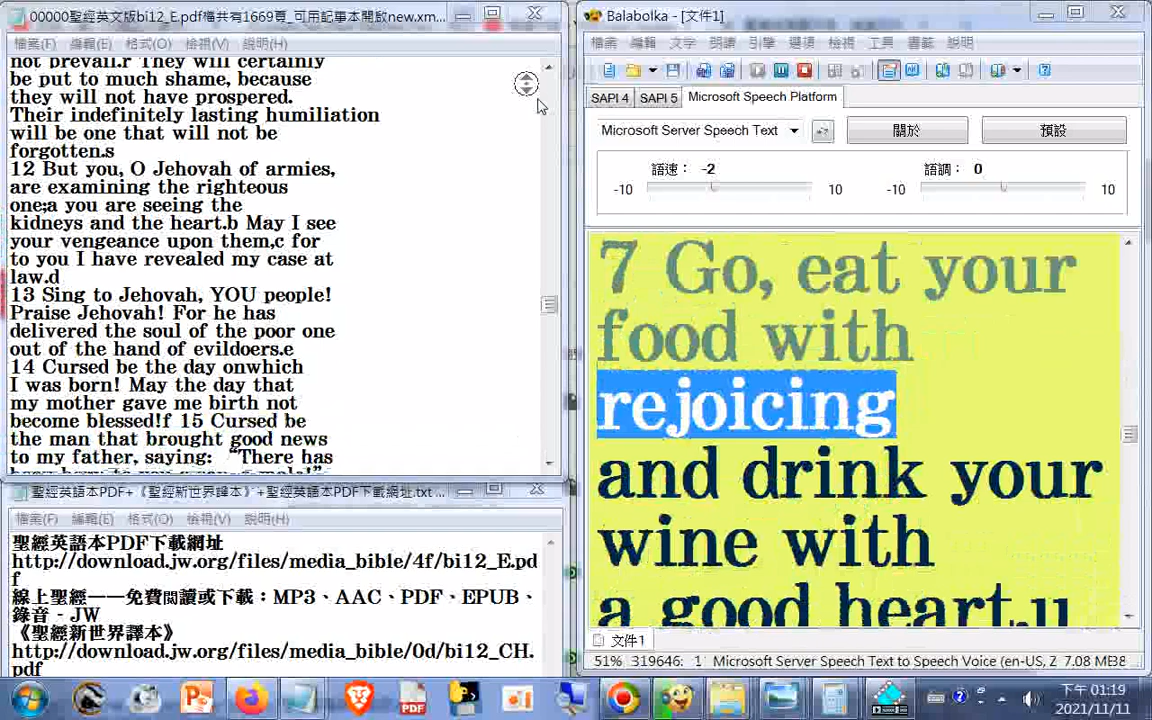 00000聖經英文版bi12_E.pdf檔共有1669頁_可用記事本開啟new.xm...
檔案(F) 編輯(E) 格式(O) 檢視(V) 說明(H)
not prevail.r They will certainly
be put to much shame, because
they will not have prospered.
Their indefinitely lasting humiliation
will be one that will not be
forgotten.s
12 But you, O Jehovah of armies,
are examining the righteous
one;a you are seeing the
kidneys and the heart.b May I see
your vengeance upon them,c for
to you I have revealed my case at
law.d
13 Sing to Jehovah, YOU people!
Praise Jehovah! For he has
delivered the soul of the poor one
out of the hand of evildoers.e
14 Cursed be the day onwhich
I was born! May the day that
my mother gave me birth not
become blessed!f 15 Cursed be
the man that brought good news
to my father, saying: “There has
聖經英語本PDF+《聖經新世界譯本》+聖經英語本PDF下載網址.txt ...
檔案(F) 編輯(E) 格式(O) 檢視(V) 說明(H)
聖經英語本PDF下載網址
http://download.jw.org/files/media_bible/4f/bi12_E.pd
f
線上聖經——免費閱讀或下載：MP3、AAC、PDF、EPUB、
錄音 - JW
《聖經新世界譯本》
http://download.jw.org/files/media_bible/0d/bi12_CH.
pdf
Balabolka - [文件1]
檔案 編輯 文字 朗讀 引擎 選項 檢視 工具 書籤 說明
SAPI 4 SAPI 5 Microsoft Speech Platform
Microsoft Server Speech Text 關於 預設
語速： -2 語調： 0
-10 10 -10 10
7 Go, eat your
food with
rejoicing
and drink your
wine with
a good heart,u
文件1
51% 319646: 1 Microsoft Server Speech Text to Speech Voice (en-US, Z 7.08 MB
下午 01:19
2021/11/11